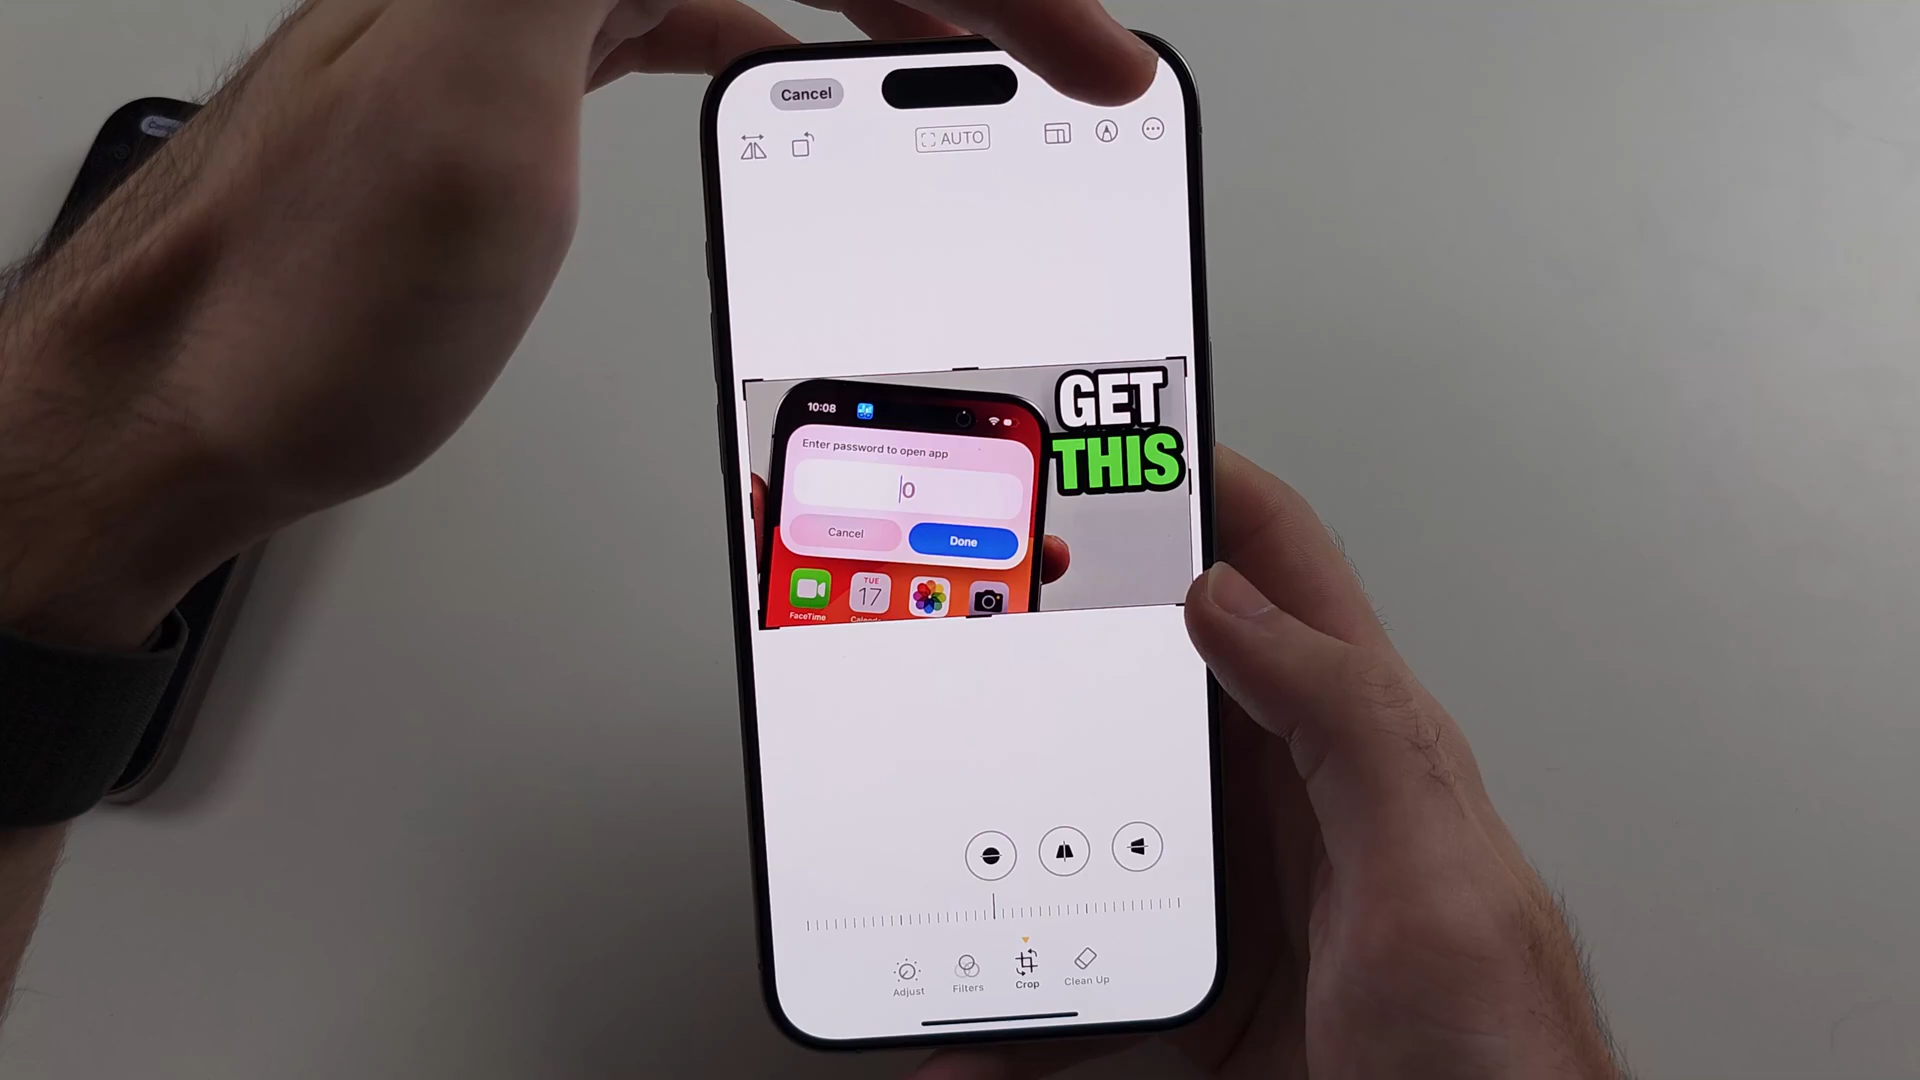 Cancel
AUTO
GET
THIS
10:08
Enter password to open app
0
Cancel
Done
TUE
17
FaceTime
Adjust
Filters
Crop
Clean Up